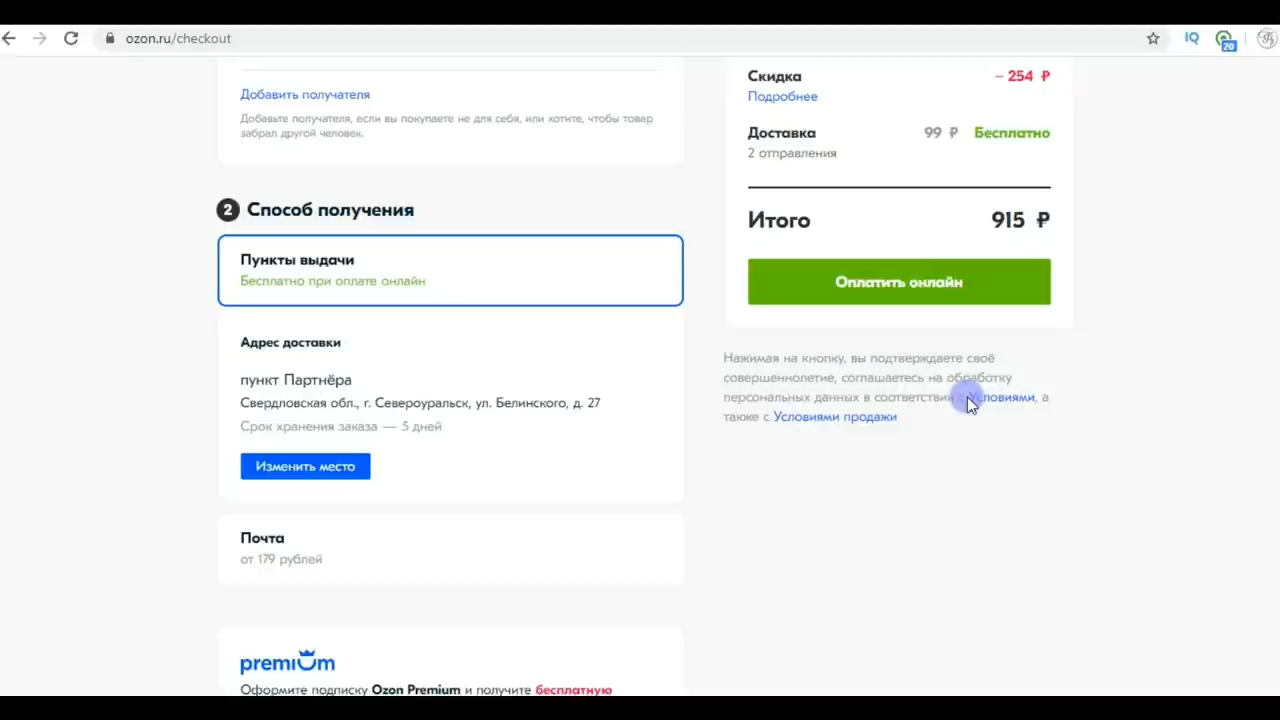 ozon.ru/checkout
IQ
20
Добавить получателя
Добавьте получателя, если вы покупаете не для себя, или хотите, чтобы товар
забрал другой человек.
2 Способ получения
Пункты выдачи
Бесплатно при оплате онлайн
Адрес доставки
пункт Партнёра
Свердловская обл., г. Североуральск, ул. Белинского, д. 27
Срок хранения заказа — 5 дней
Изменить место
Почта
от 179 рублей
premium
Оформите подписку Ozon Premium и получите бесплатную
Скидка – 254 ₽
Подробнее
Доставка 99 ₽ Бесплатно
2 отправления
Итого 915 ₽
Оплатить онлайн
Нажимая на кнопку, вы подтверждаете своё
совершеннолетие, соглашаетесь на обработку
персональных данных в соответствии с Условиями, а
также с Условиями продажи